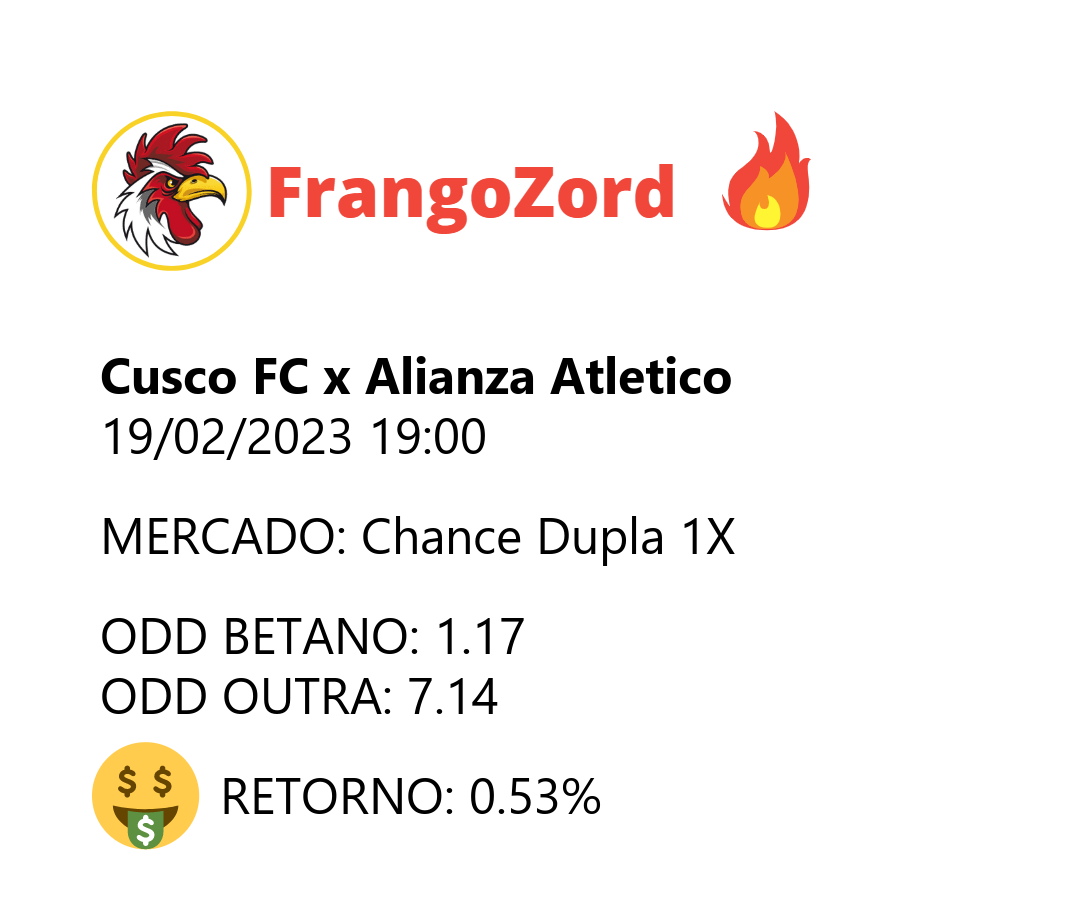 FrangoZord
Cusco FC x Alianza Atletico
19/02/2023 19:00
MERCADO: Chance Dupla 1X
ODD BETANO: 1.17
ODD OUTRA: 7.14
RETORNO: 0.53%